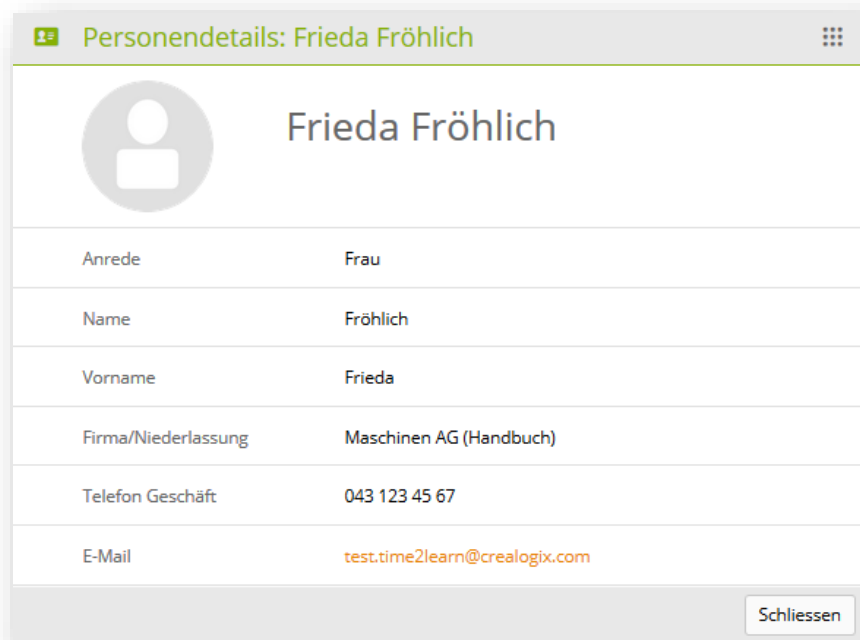 Personendetails: Frieda Fröhlich
Frieda Fröhlich
Anrede Frau
Name Fröhlich
Vorname Frieda
Firma/Niederlassung Maschinen AG (Handbuch)
Telefon Geschäft 043 123 45 67
E-Mail test.time2learn@crealogix.com
Schliessen